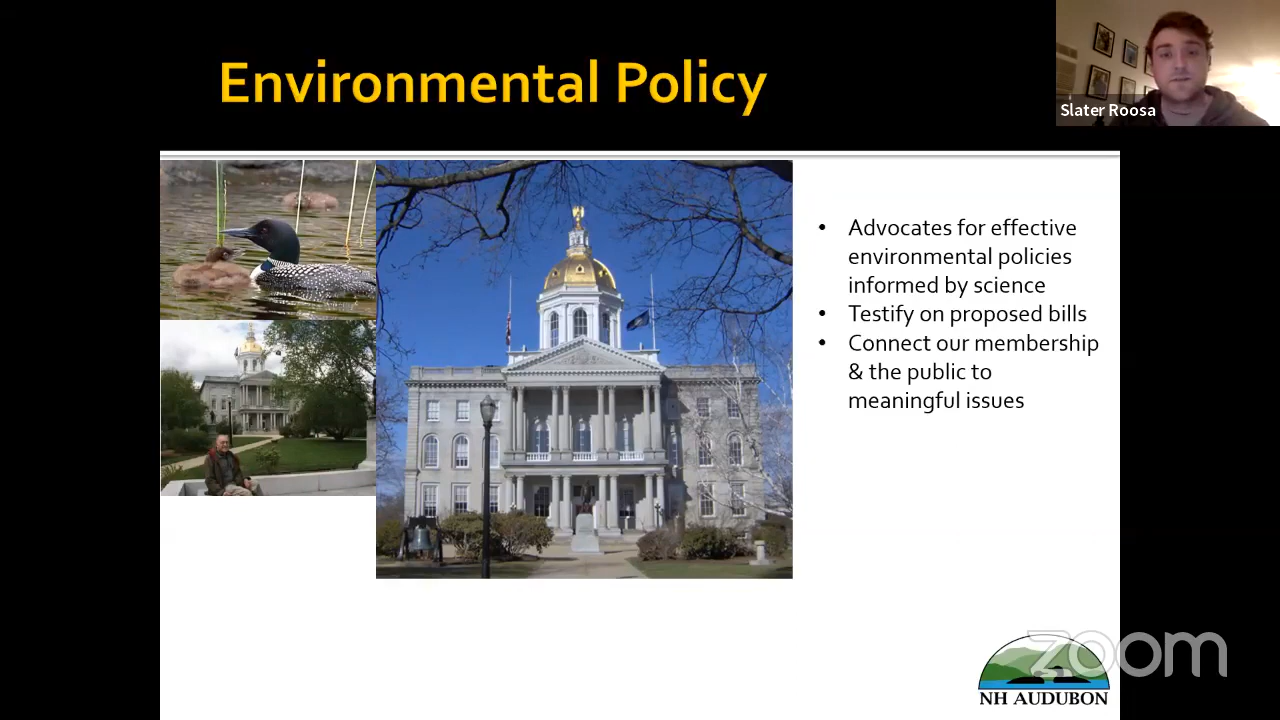 Environmental Policy
Slater Roosa
• Advocates for effective
environmental policies
informed by science
• Testify on proposed bills
• Connect our membership
& the public to
meaningful issues
zoom
NH AUDUBON